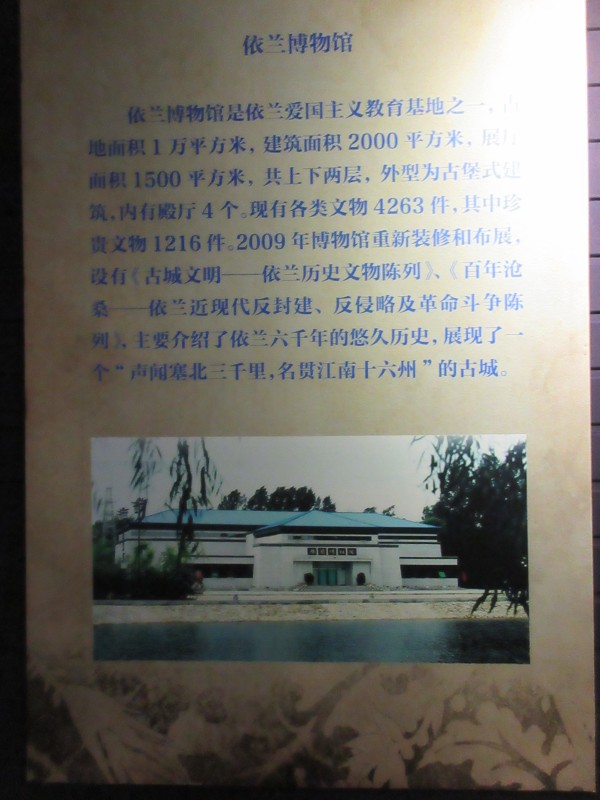 依兰博物馆
依兰博物馆是依兰爱国主义教育基地之一，占
地面积1万平方米，建筑面积2000平方米，展厅
面积1500平方米，共上下两层，外型为古堡式建
筑，内有殿厅4个。现有各类文物4263件，其中珍
贵文物1216件。2009年博物馆重新装修和布展，
设有《古城文明——依兰历史文物陈列》、《百年沧
桑——依兰近现代反封建、反侵略及革命斗争陈
列》，主要介绍了依兰六千年的悠久历史，展现了一
个“声闻塞北三千里，名贯江南十六州”的古城。